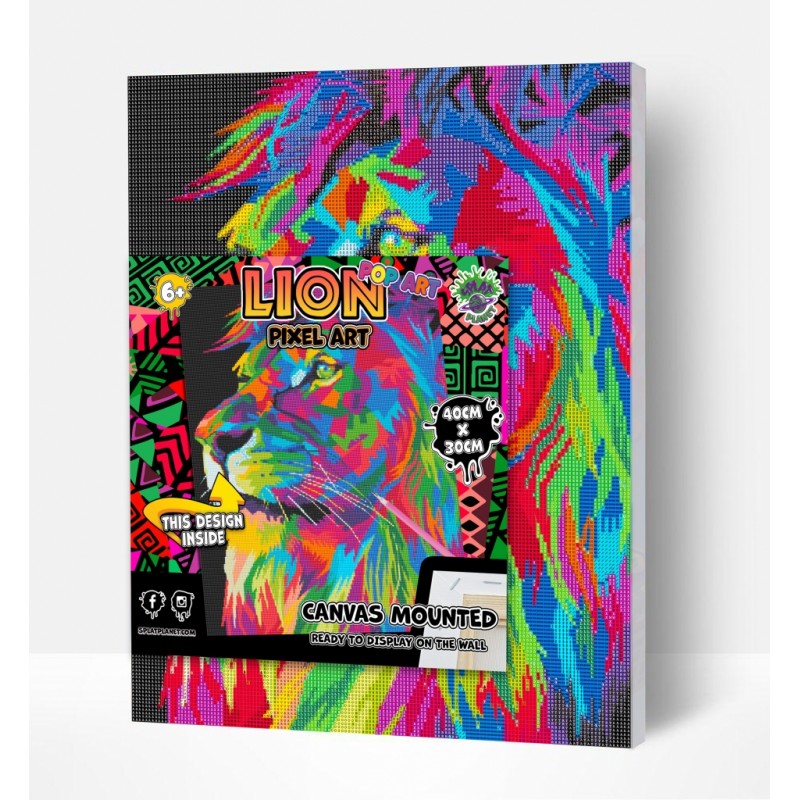 6+
LION
POP ART
PIXEL ART
SPLAT
PLANET
40CM
X
30CM
THIS DESIGN
INSIDE
SPLATPLANET.COM
CANVAS MOUNTED
READY TO DISPLAY ON THE WALL